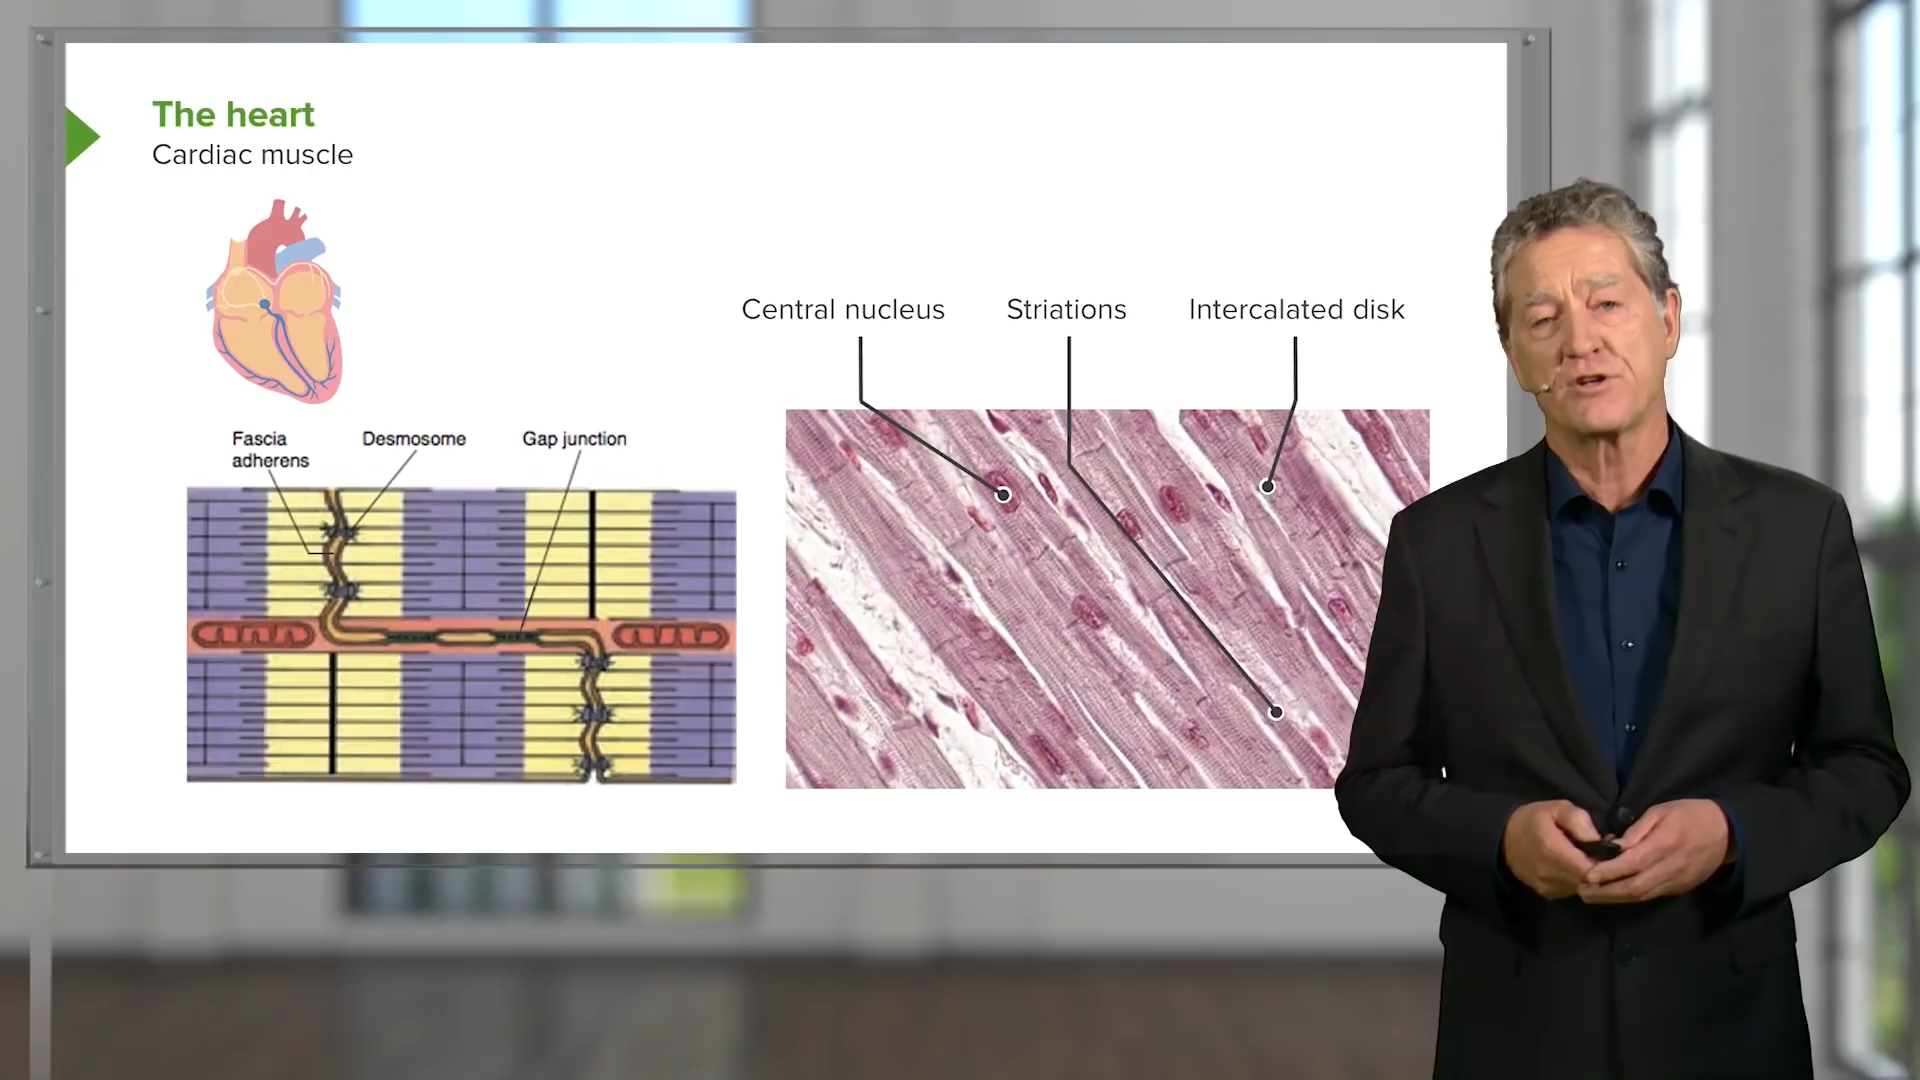 The heart
Cardiac muscle
Central nucleus
Striations
Intercalated disk
Fascia
adherens
Desmosome
Gap junction